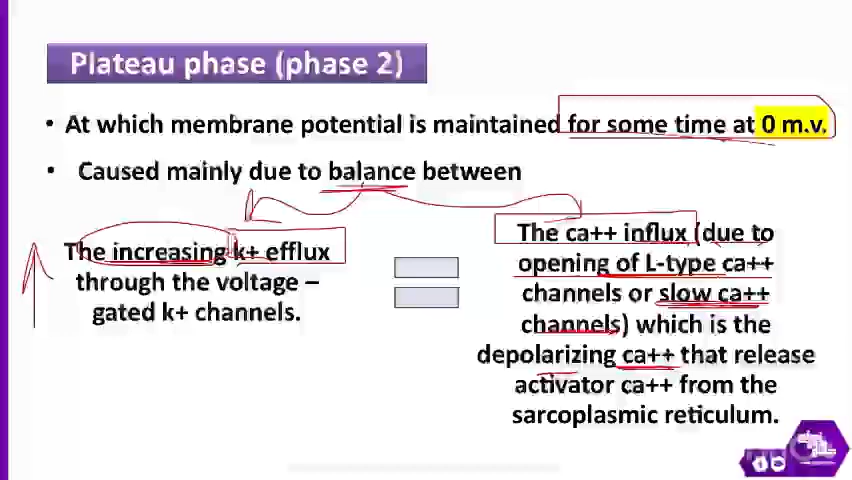 Plateau phase (phase 2)
• At which membrane potential is maintained for some time at 0 m.v.
• Caused mainly due to balance between
The increasing k+ efflux
through the voltage –
gated k+ channels.
The ca++ influx (due to
opening of L-type ca++
channels or slow ca++
channels) which is the
depolarizing ca++ that release
activator ca++ from the
sarcoplasmic reticulum.